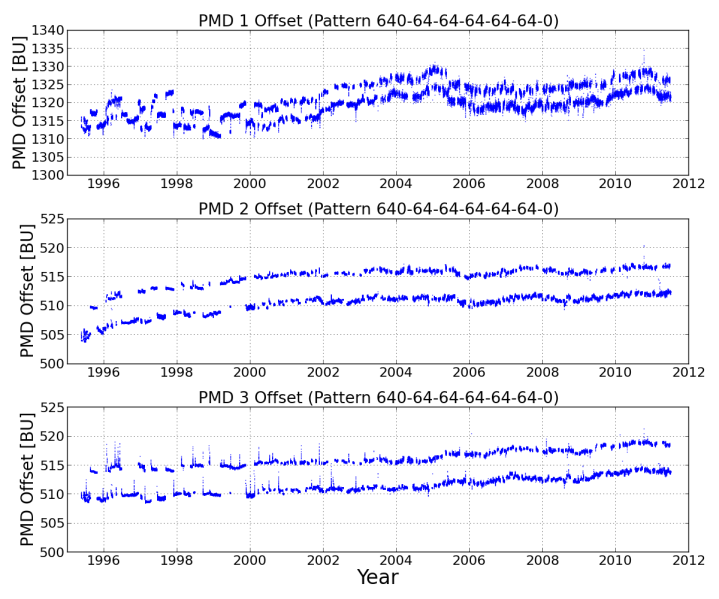 PMD 1 Offset (Pattern 640-64-64-64-64-64-0)
1340
1335
1330
1325
1320
1315
1310
1305
1300
PMD Offset [BU]
1996 1998 2000 2002 2004 2006 2008 2010 2012
PMD 2 Offset (Pattern 640-64-64-64-64-64-0)
525
520
515
510
505
500
PMD Offset [BU]
1996 1998 2000 2002 2004 2006 2008 2010 2012
PMD 3 Offset (Pattern 640-64-64-64-64-64-0)
525
520
515
510
505
500
PMD Offset [BU]
1996 1998 2000 2002 2004 2006 2008 2010 2012
Year